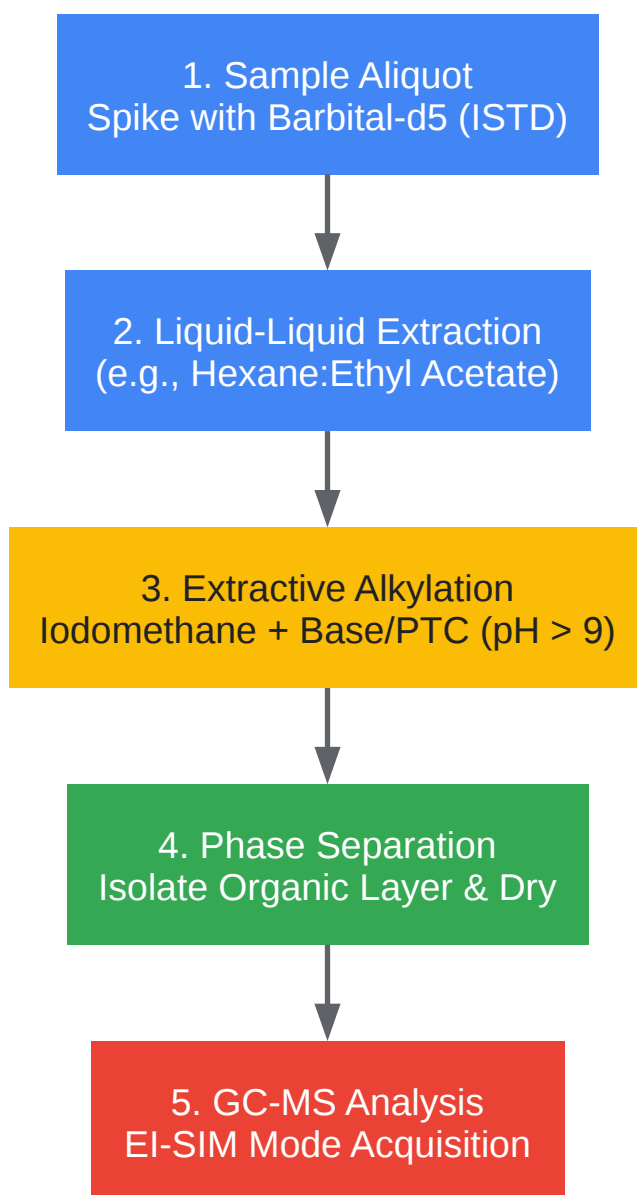 1. Sample Aliquot
Spike with Barbital-d5 (ISTD)
2. Liquid-Liquid Extraction
(e.g., Hexane:Ethyl Acetate)
3. Extractive Alkylation
Iodomethane + Base/PTC (pH > 9)
4. Phase Separation
Isolate Organic Layer & Dry
5. GC-MS Analysis
EI-SIM Mode Acquisition